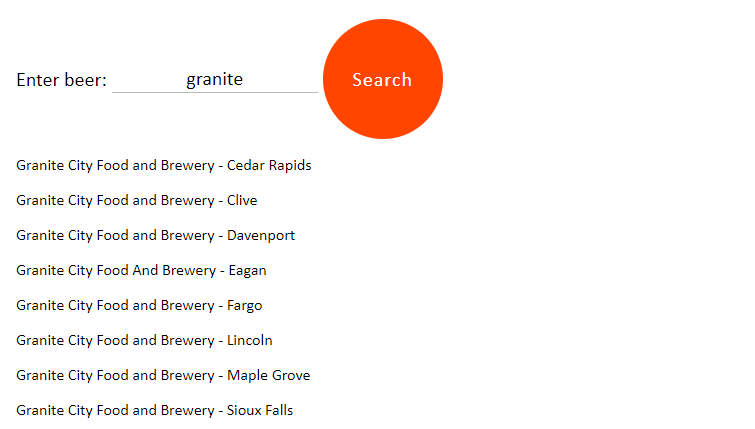 Enter beer: granite Search
Granite City Food and Brewery - Cedar Rapids
Granite City Food and Brewery - Clive
Granite City Food and Brewery - Davenport
Granite City Food And Brewery - Eagan
Granite City Food and Brewery - Fargo
Granite City Food and Brewery - Lincoln
Granite City Food and Brewery - Maple Grove
Granite City Food and Brewery - Sioux Falls